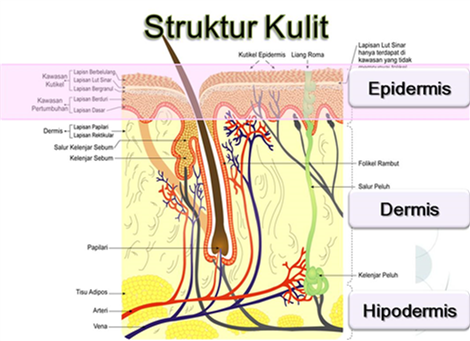 Struktur Kulit
Kutikel Epidermis
Liang Roma
Lapisan Lut Sinar
hanya terdapat di
kawasan yang tidak
Kawasan
Kutikel
Lapisan Berbelulang
Lapisan Lut Sinar
Lapisan Bergranul
Kawasan
Pertumbuhan
Lapisan Berduri
Lapisan Dasar
Epidermis
Dermis
Lapisan Papilari
Lapisan Retikular
Salur Kelenjar Sebum
Kelenjar Sebum
Folikel Rambut
Salur Peluh
Dermis
Papilari
Kelenjar Peluh
Tisu Adipos
Arteri
Vena
Hipodermis